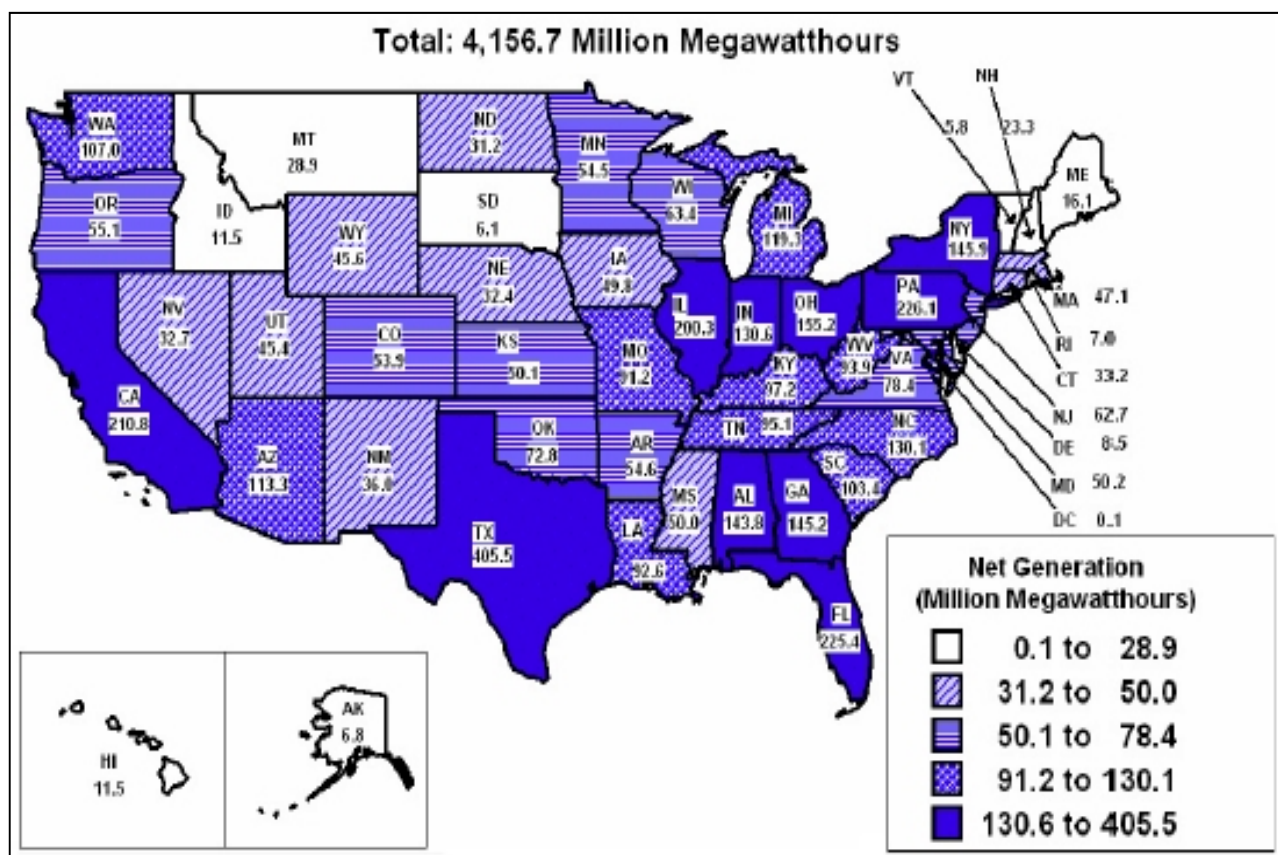 Total: 4,156.7 Million Megawatthours
VT
NH
5.8
23.3
WA
107.0
MT
28.9
ND
31.2
MN
54.5
ME
16.1
OR
55.1
ID
11.5
SD
6.1
WI
63.4
MI
NY
145.9
WY
45.6
IA
49.8
NE
32.4
PA
226.1
MA 47.1
NV
32.7
UT
45.4
CO
53.9
KS
50.1
IL
200.3
IN
130.6
OH
155.2
RI 7.0
MO
91.2
WV
93.9
VA
78.4
KY
97.2
CT 33.2
CA
210.8
NJ 62.7
TN 95.1
NC
130.1
DE 8.5
AZ
113.3
NM
36.0
OK
72.8
AR
54.6
SC
103.4
MD 50.2
MS
50.0
AL
143.8
GA
145.2
DC 0.1
TX
405.5
LA
92.6
FL
225.4
HI
11.5
AK
6.8
Net Generation
(Million Megawatthours)
0.1 to 28.9
31.2 to 50.0
50.1 to 78.4
91.2 to 130.1
130.6 to 405.5